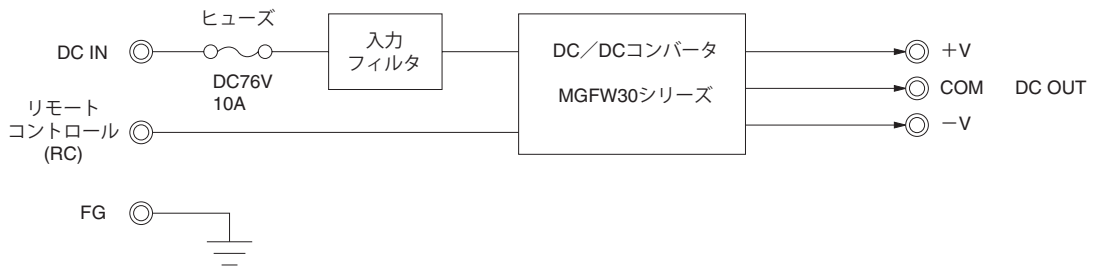 ヒューズ
DC IN
DC76V
10A
入力
フィルタ
DC／DCコンバータ
MGFW30シリーズ
＋V
COM
DC OUT
－V
リモート
コントロール
(RC)
FG